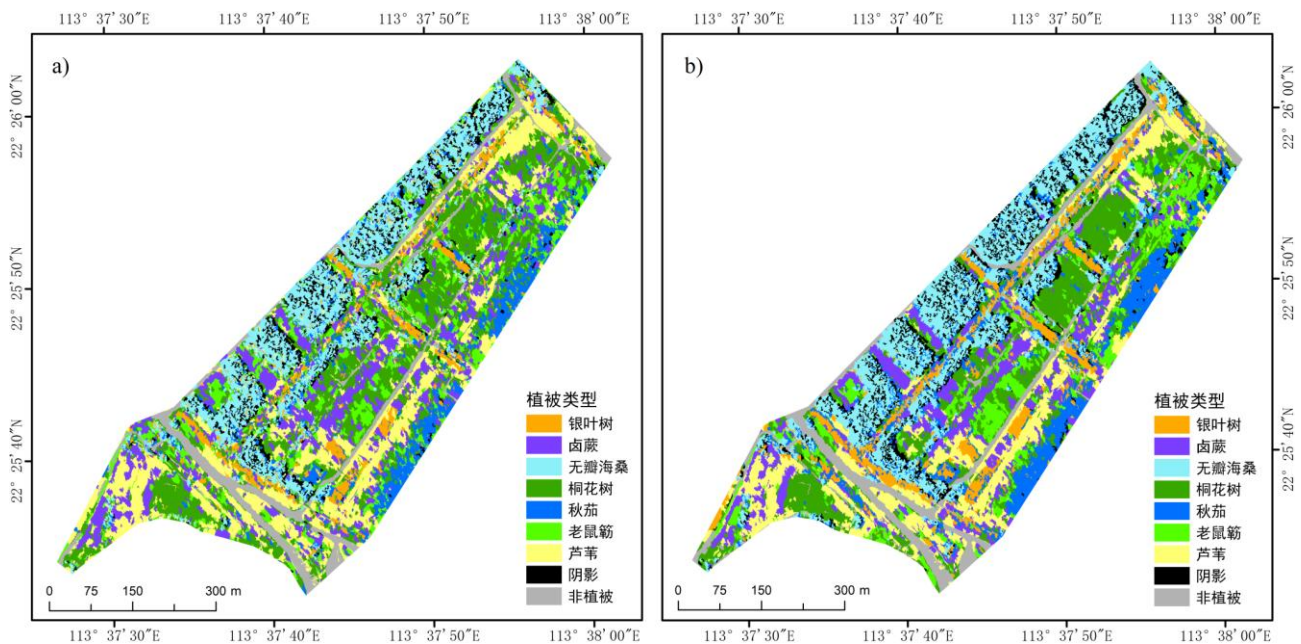 113° 37′30″E 113° 37′40″E 113° 37′50″E 113° 38′00″E
113° 37′30″E 113° 37′40″E 113° 37′50″E 113° 38′00″E
a)
22° 26′00″N
22° 25′50″N
22° 25′40″N
植被类型
银叶树
卤蕨
无瓣海桑
桐花树
秋茄
老鼠簕
芦苇
阴影
非植被
0 75 150 300 m
b)
22° 26′00″N
22° 25′50″N
22° 25′40″N
植被类型
银叶树
卤蕨
无瓣海桑
桐花树
秋茄
老鼠簕
芦苇
阴影
非植被
0 75 150 300 m
113° 37′30″E 113° 37′40″E 113° 37′50″E 113° 38′00″E
113° 37′30″E 113° 37′40″E 113° 37′50″E 113° 38′00″E